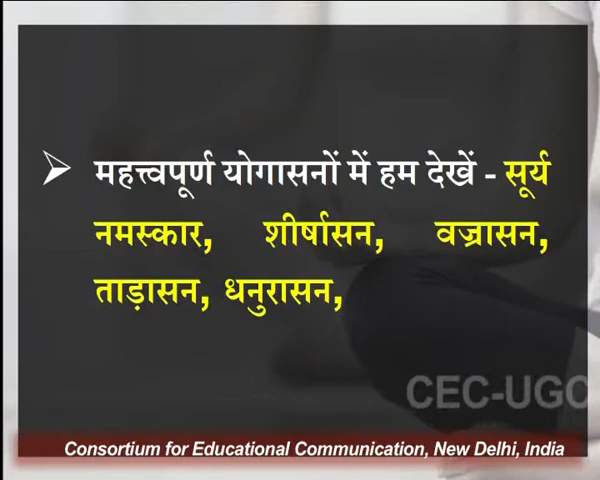 महत्त्वपूर्ण योगासनों में हम देखें - सूर्य
नमस्कार, शीर्षासन, वज्रासन,
ताड़ासन, धनुरासन,
CEC-UGC
Consortium for Educational Communication, New Delhi, India